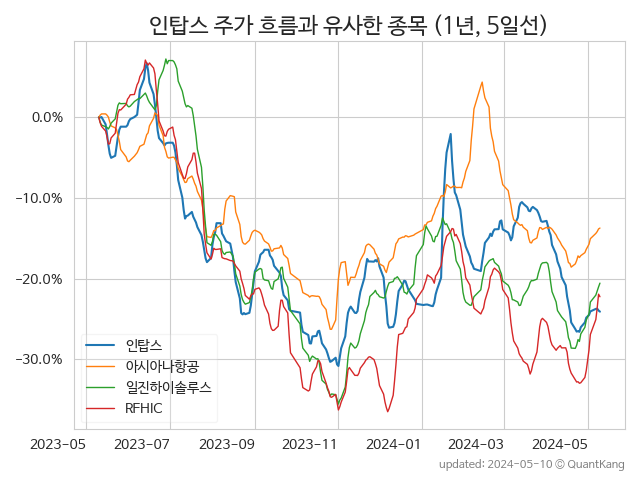 인탑스 주가 흐름과 유사한 종목 (1년, 5일선)
0.0%
-10.0%
-20.0%
-30.0%
인탑스
아시아나항공
일진하이솔루스
RFHIC
2023-05 2023-07 2023-09 2023-11 2024-01 2024-03 2024-05
updated: 2024-05-10 © QuantKang